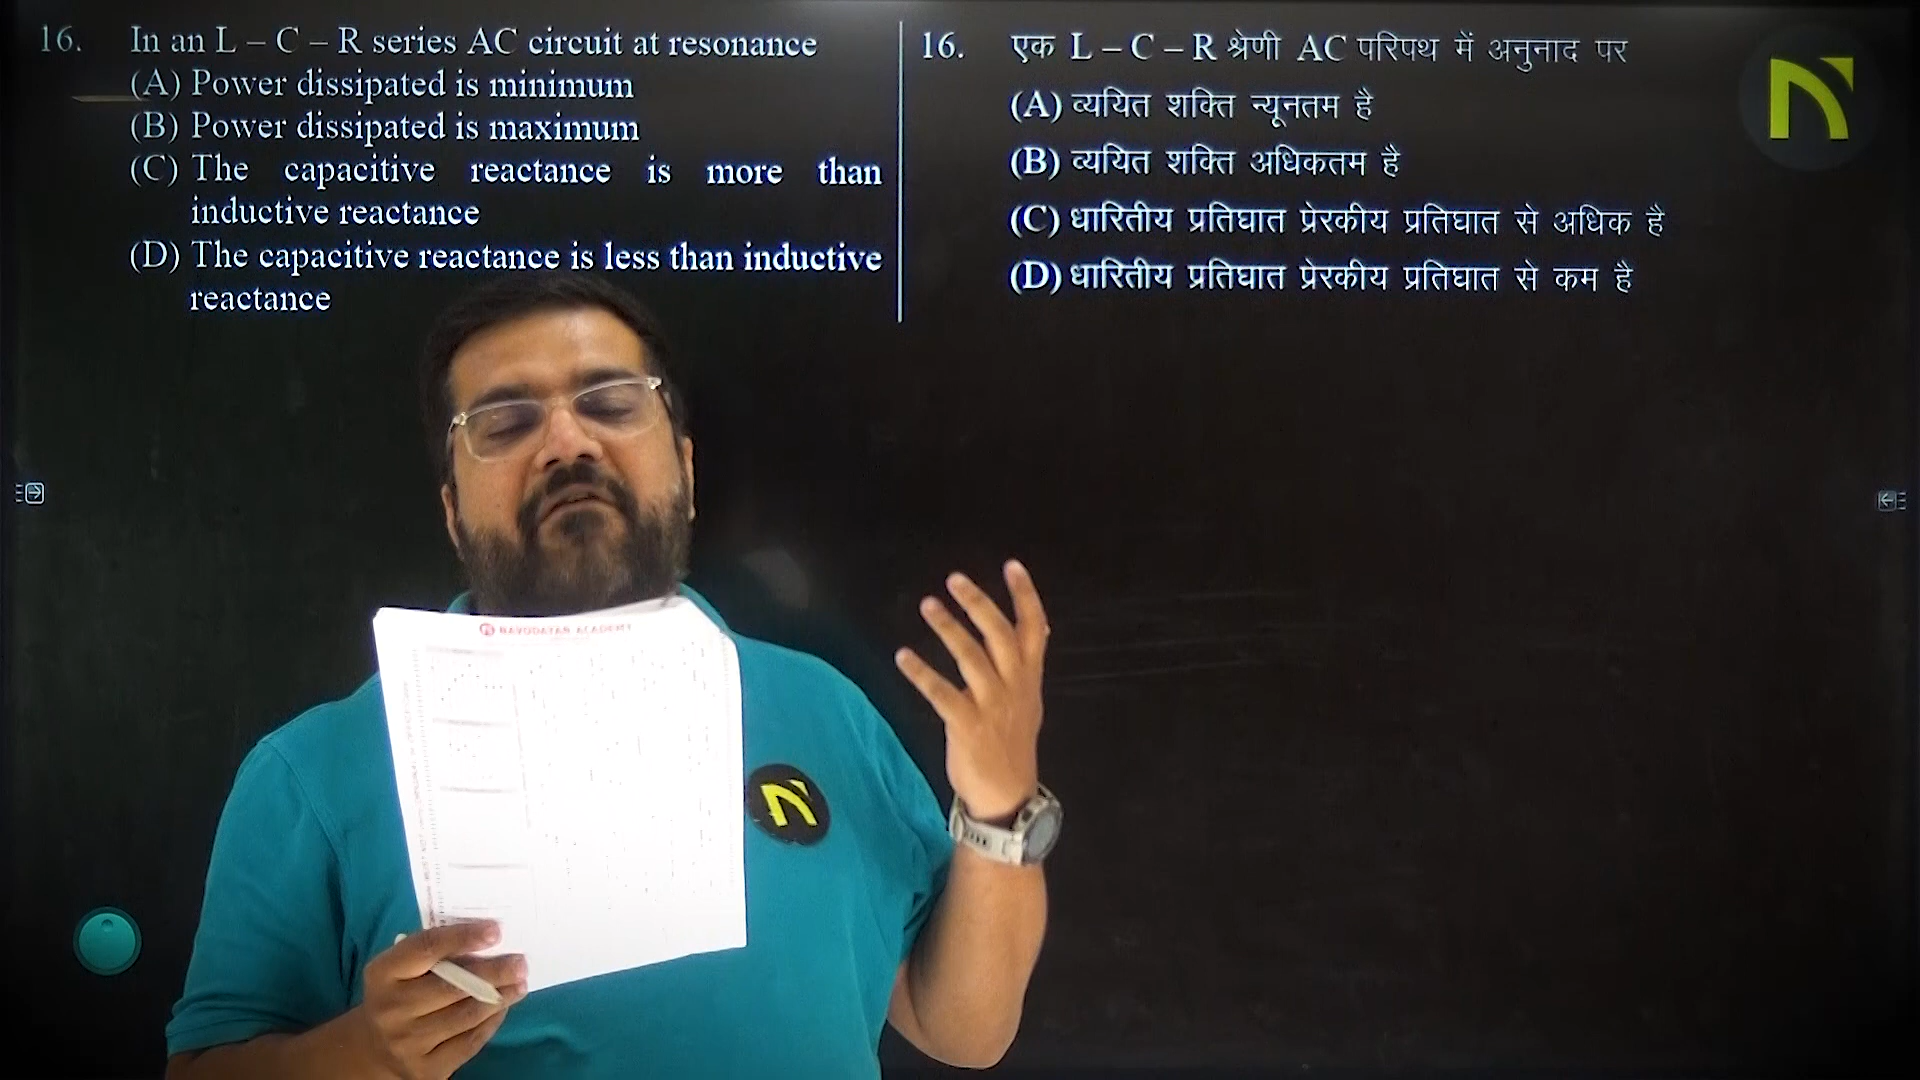 16. In an L – C – R series AC circuit at resonance
(A) Power dissipated is minimum
(B) Power dissipated is maximum
(C) The capacitive reactance is more than
inductive reactance
(D) The capacitive reactance is less than inductive
reactance
16. एक L – C – R श्रेणी AC परिपथ में अनुनाद पर
(A) व्ययित शक्ति न्यूनतम है
(B) व्ययित शक्ति अधिकतम है
(C) धारितीय प्रतिघात प्रेरकीय प्रतिघात से अधिक है
(D) धारितीय प्रतिघात प्रेरकीय प्रतिघात से कम है
NAVODAYAN ACADEMY